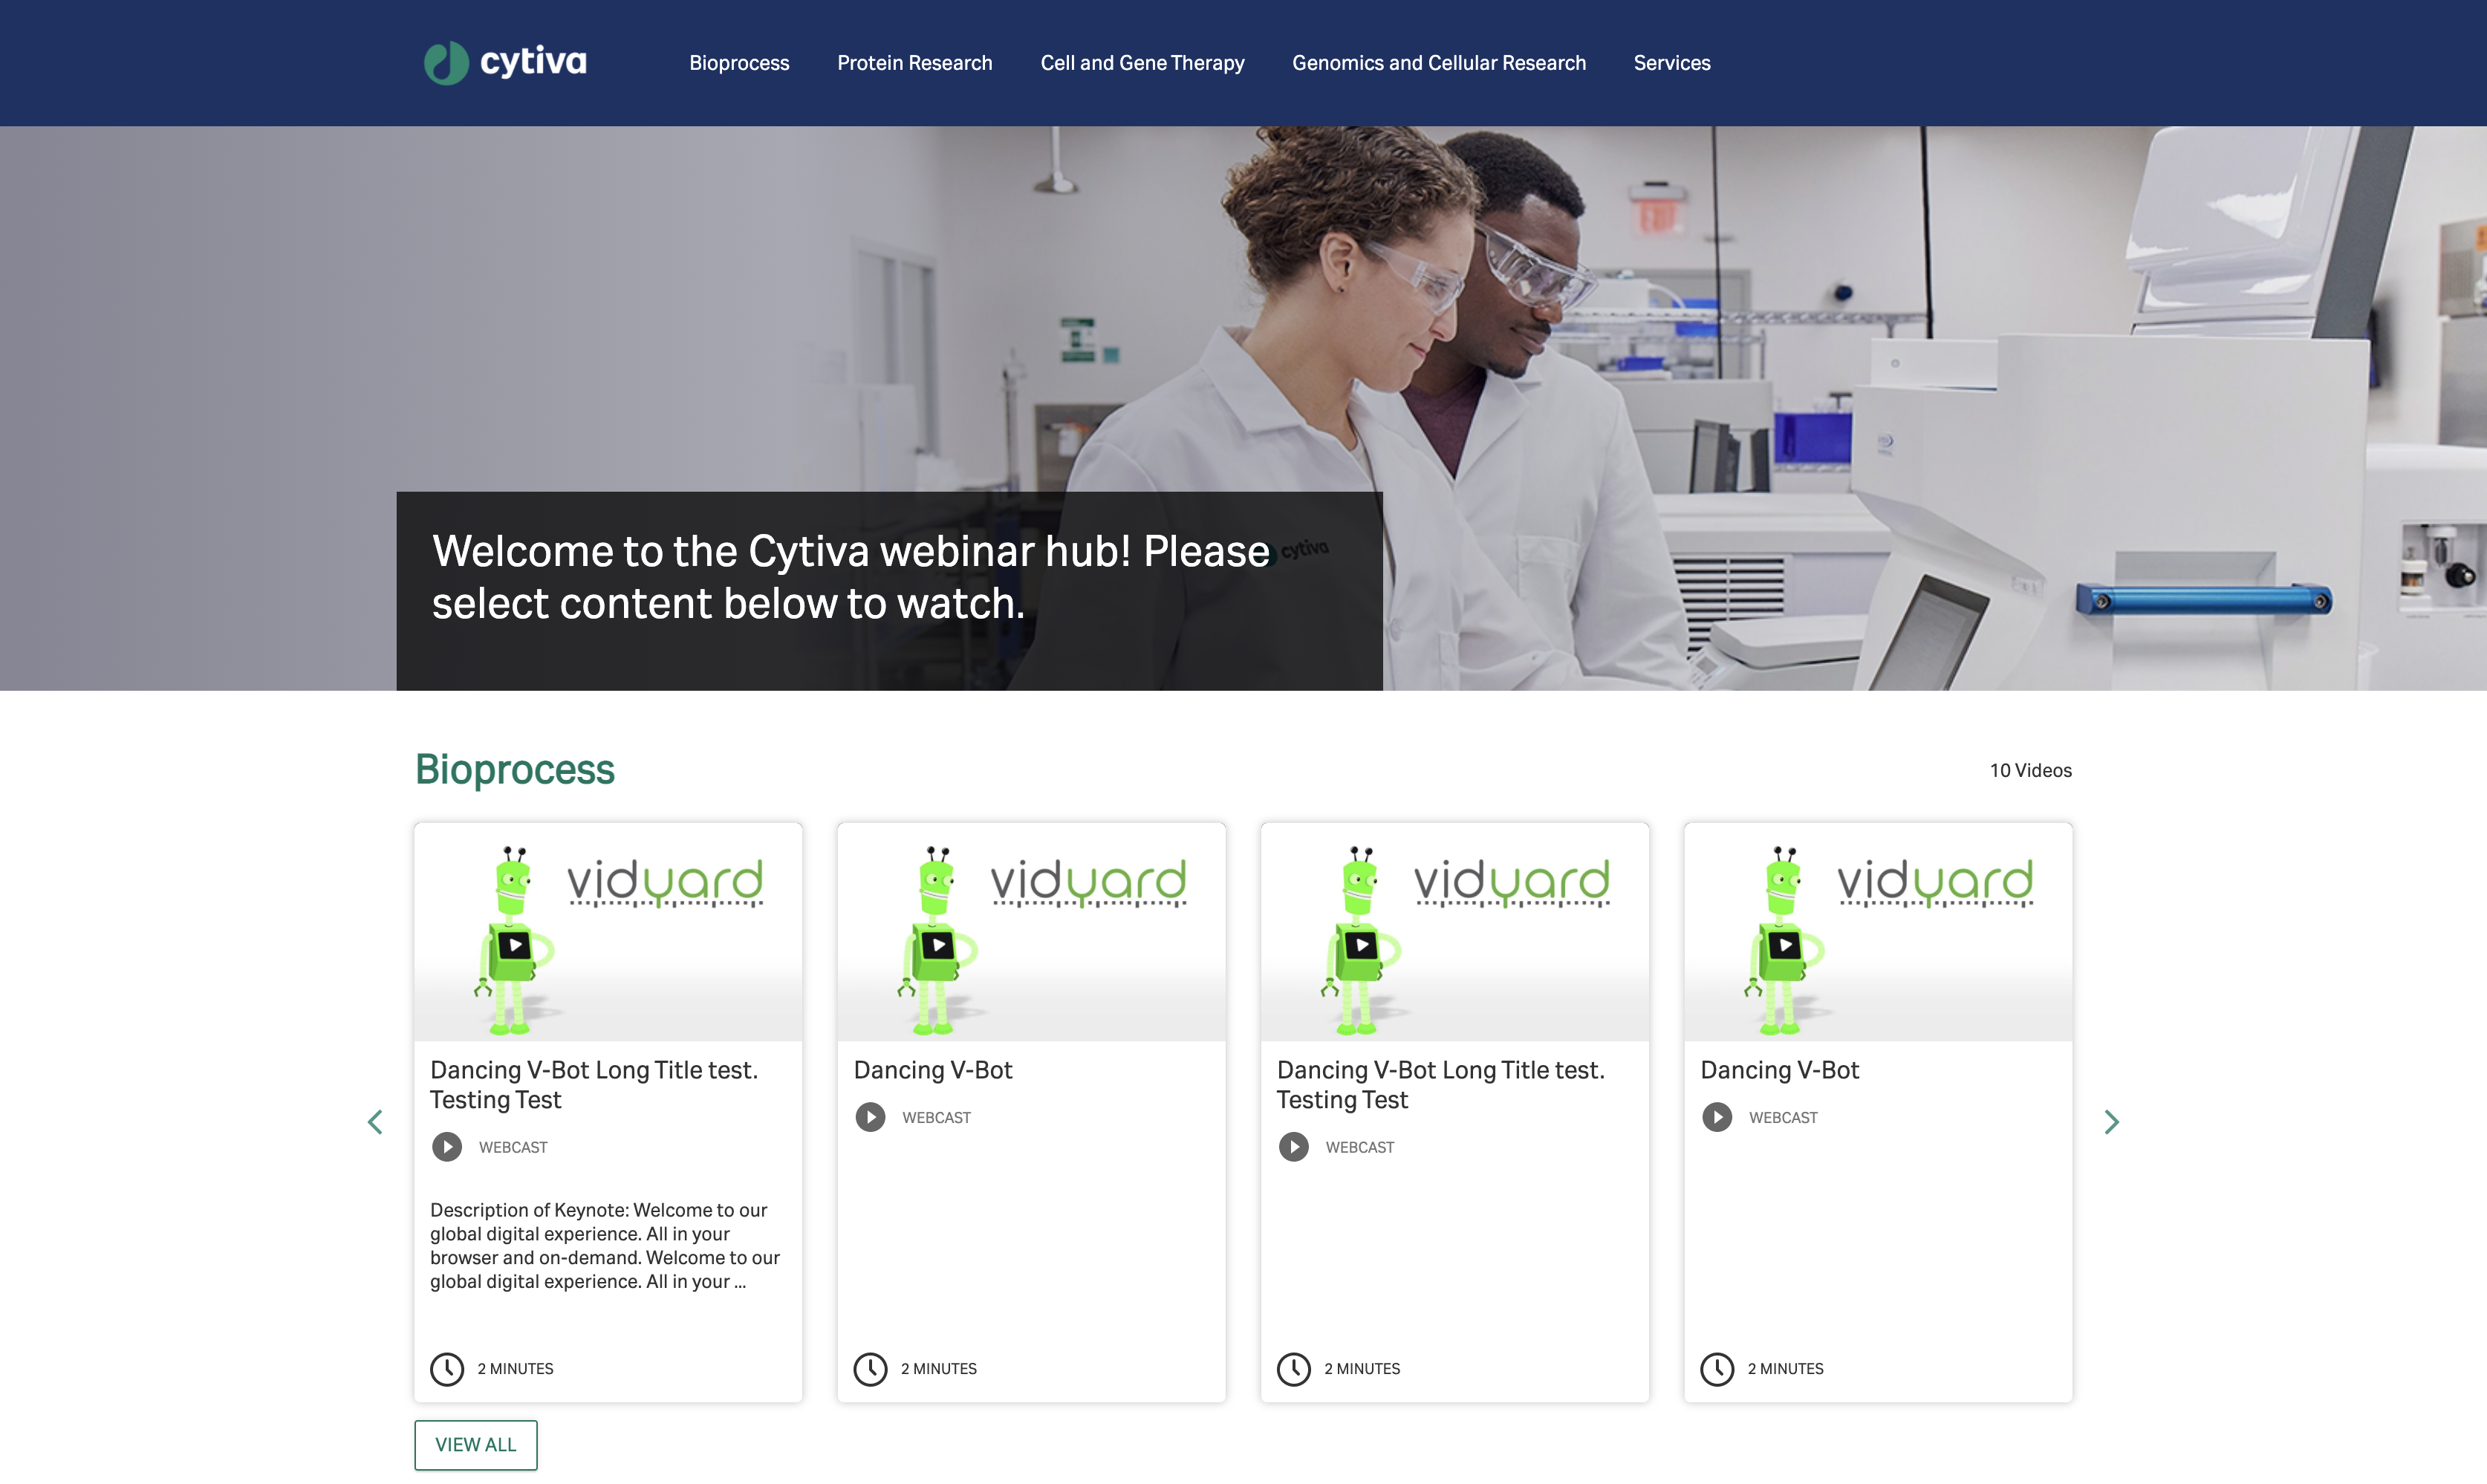 cytiva
Bioprocess
Protein Research
Cell and Gene Therapy
Genomics and Cellular Research
Services
cytiva
Welcome to the Cytiva webinar hub! Please
select content below to watch.
Bioprocess
10 Videos
vidyard
Dancing V-Bot Long Title test.
Testing Test
WEBCAST
Description of Keynote: Welcome to our
global digital experience. All in your
browser and on-demand. Welcome to our
global digital experience. All in your ...
2 MINUTES
vidyard
Dancing V-Bot
WEBCAST
2 MINUTES
vidyard
Dancing V-Bot Long Title test.
Testing Test
WEBCAST
2 MINUTES
vidyard
Dancing V-Bot
WEBCAST
2 MINUTES
VIEW ALL